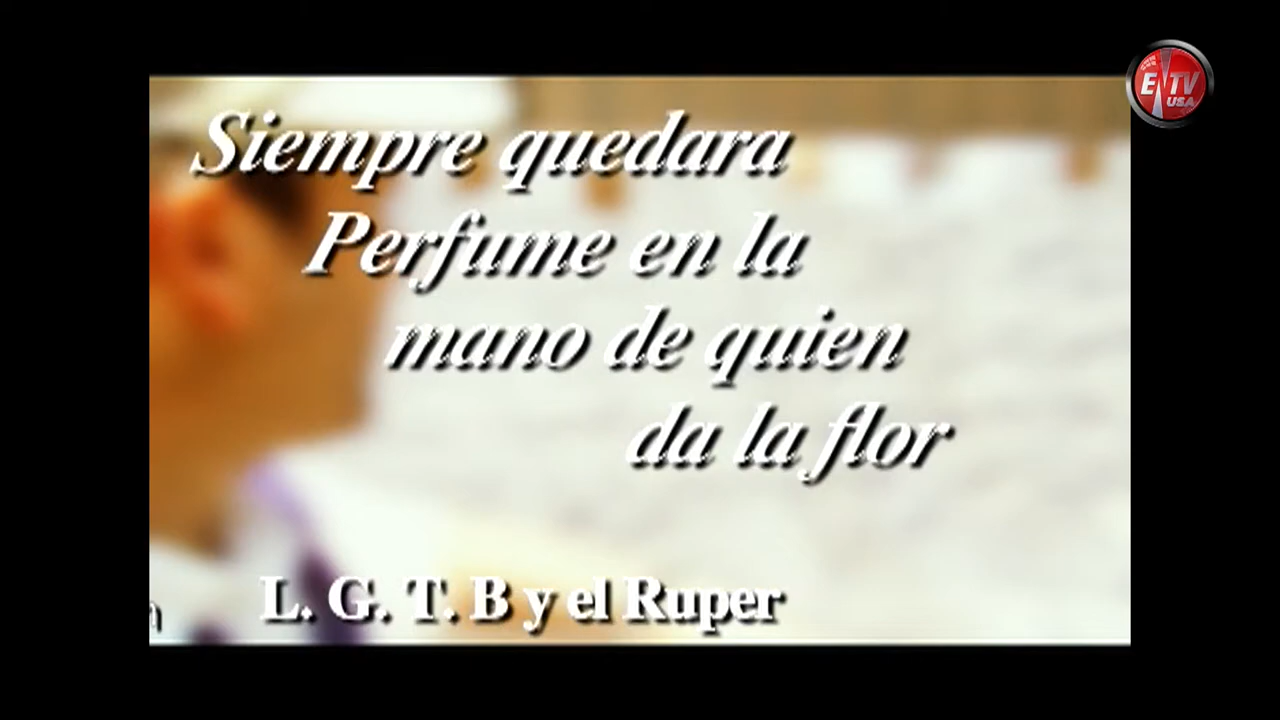 ENTV
USA
Siempre quedara
Perfume en la
mano de quien
da la flor
L. G. T. B y el Ruper